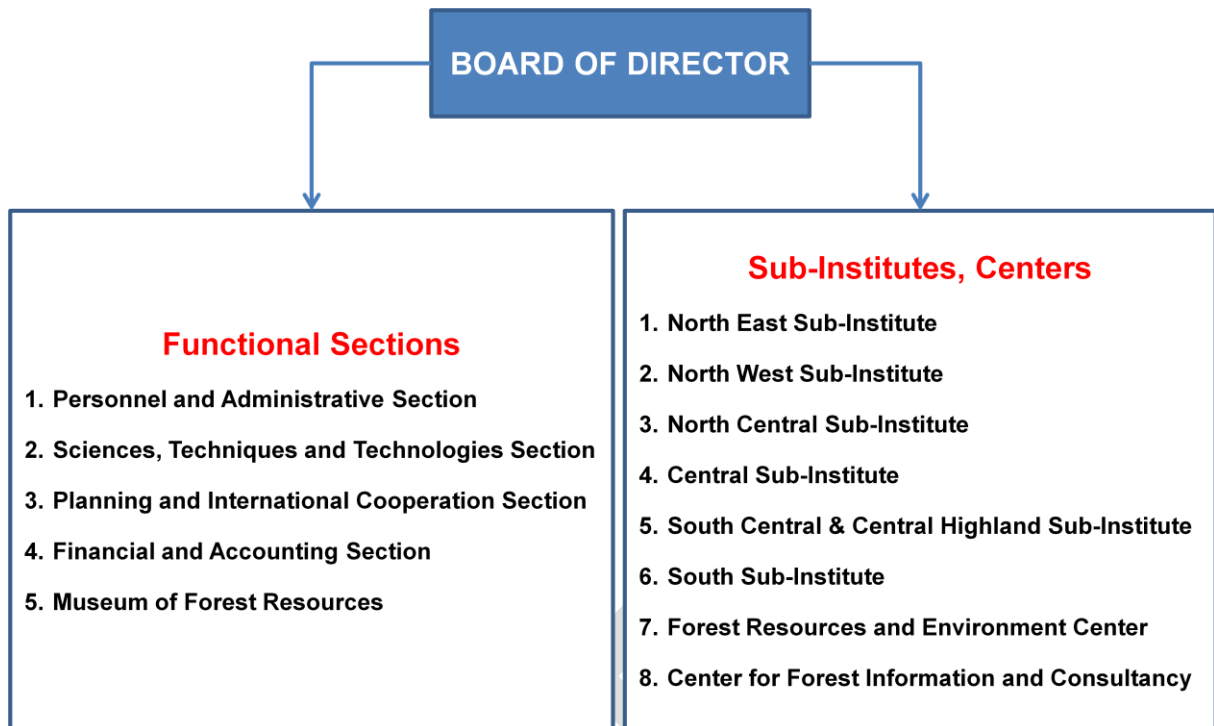 BOARD OF DIRECTOR
Functional Sections
1. Personnel and Administrative Section
2. Sciences, Techniques and Technologies Section
3. Planning and International Cooperation Section
4. Financial and Accounting Section
5. Museum of Forest Resources
Sub-Institutes, Centers
1. North East Sub-Institute
2. North West Sub-Institute
3. North Central Sub-Institute
4. Central Sub-Institute
5. South Central & Central Highland Sub-Institute
6. South Sub-Institute
7. Forest Resources and Environment Center
8. Center for Forest Information and Consultancy